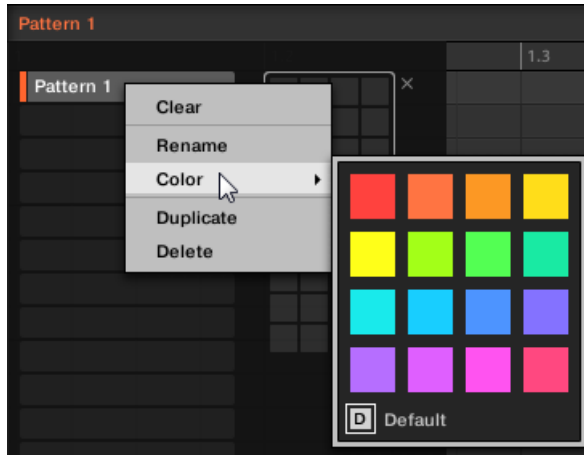 Pattern 1
1.3
Pattern 1
Clear
Rename
Color
Duplicate
Delete
D Default